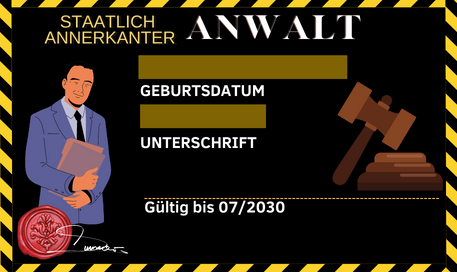 STAATLICH
ANNERKANTER ANWALT
GEBURTSDATUM
UNTERSCHRIFT
Gültig bis 07/2030